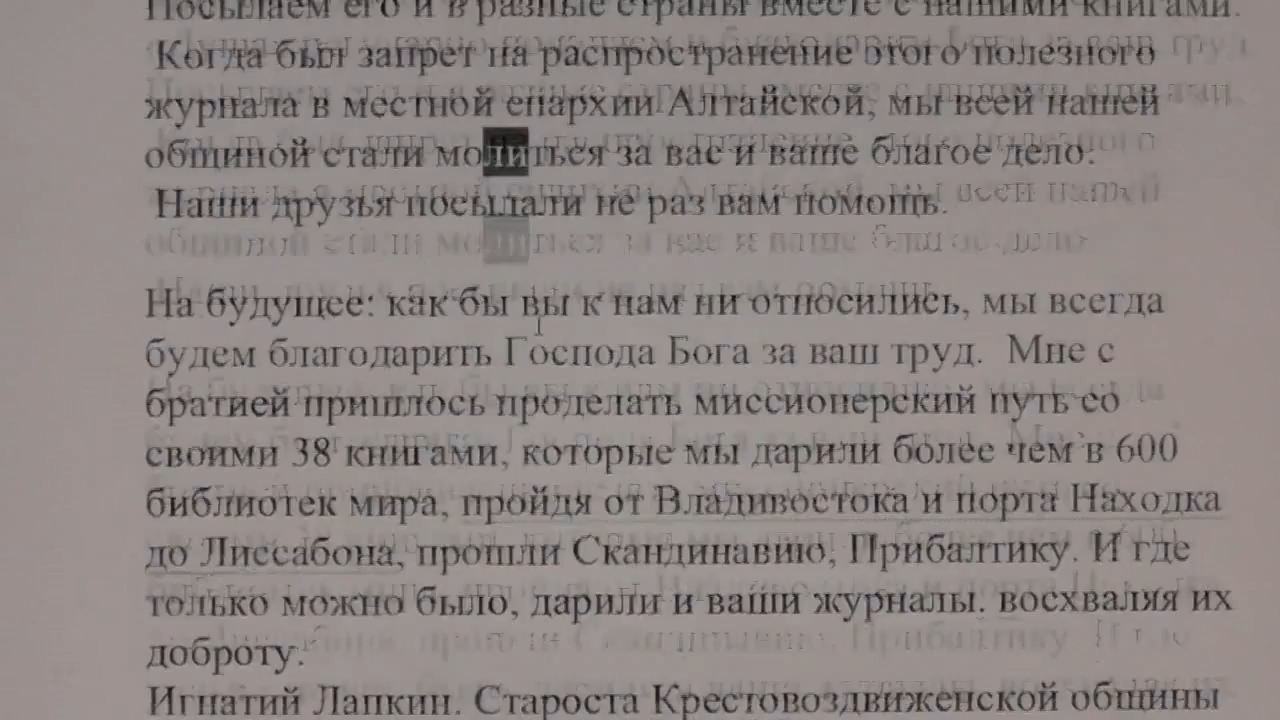 Посылаем его и в разные страны вместе с нашими книгами.
Когда был запрет на распространение этого полезного
журнала в местной епархии Алтайской, мы всей нашей
общиной стали молиться за вас и ваше благое дело.
Наши друзья посылали не раз вам помощь.
На будущее: как бы вы к нам ни относились, мы всегда
будем благодарить Господа Бога за ваш труд. Мне с
братией пришлось проделать миссионерский путь со
своими 38 книгами, которые мы дарили более чем в 600
библиотек мира, пройдя от Владивостока и порта Находка
до Лиссабона, прошли Скандинавию, Прибалтику. И где
только можно было, дарили и ваши журналы. восхваляя их
доброту.
Игнатий Лапкин. Староста Крестовоздвиженской общины